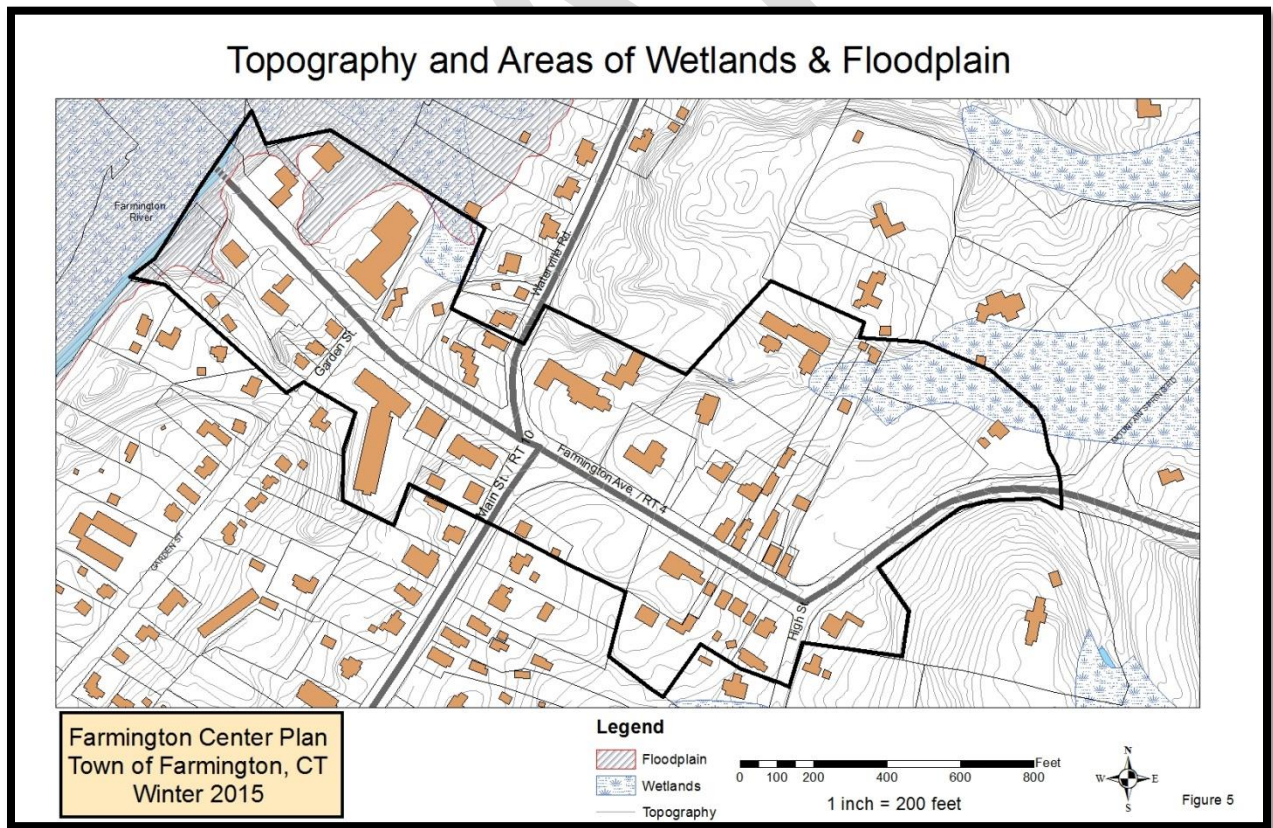 Topography and Areas of Wetlands & Floodplain
Farmington
River
Waterville Rd.
Garden St.
Main St. / RT 10
Farmington Ave. / RT 4
High St.
GARDEN ST
Farmington Center Plan
Town of Farmington, CT
Winter 2015
Legend
Floodplain
Wetlands
Topography
Feet
0 100 200 400 600 800
1 inch = 200 feet
N
W E
S
Figure 5